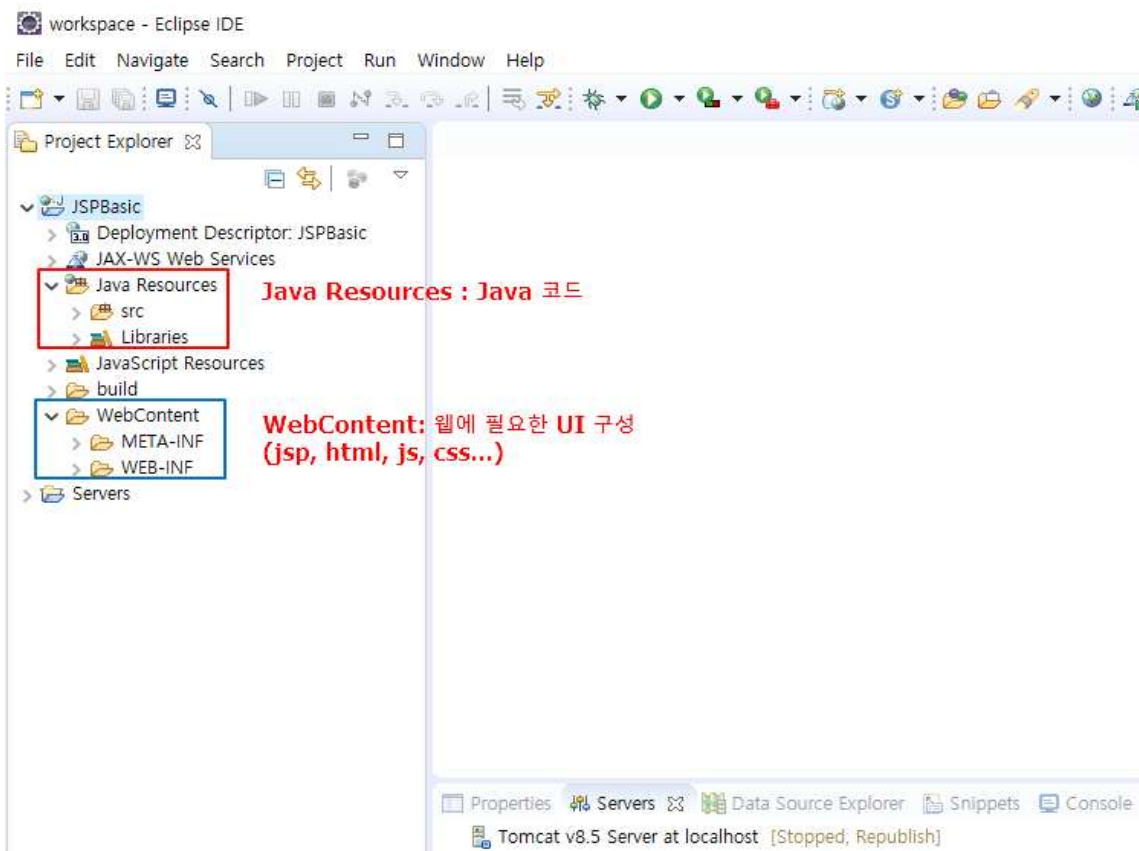 workspace - Eclipse IDE
File Edit Navigate Search Project Run Window Help
Project Explorer
JSPBasic
3.0 Deployment Descriptor: JSPBasic
JAX-WS Web Services
Java Resources
Java Resources : Java 코드
src
Libraries
JavaScript Resources
build
WebContent
WebContent: 웹에 필요한 UI 구성
META-INF
(jsp, html, js, css...)
WEB-INF
Servers
Properties Servers Data Source Explorer Snippets Console
Tomcat v8.5 Server at localhost [Stopped, Republish]